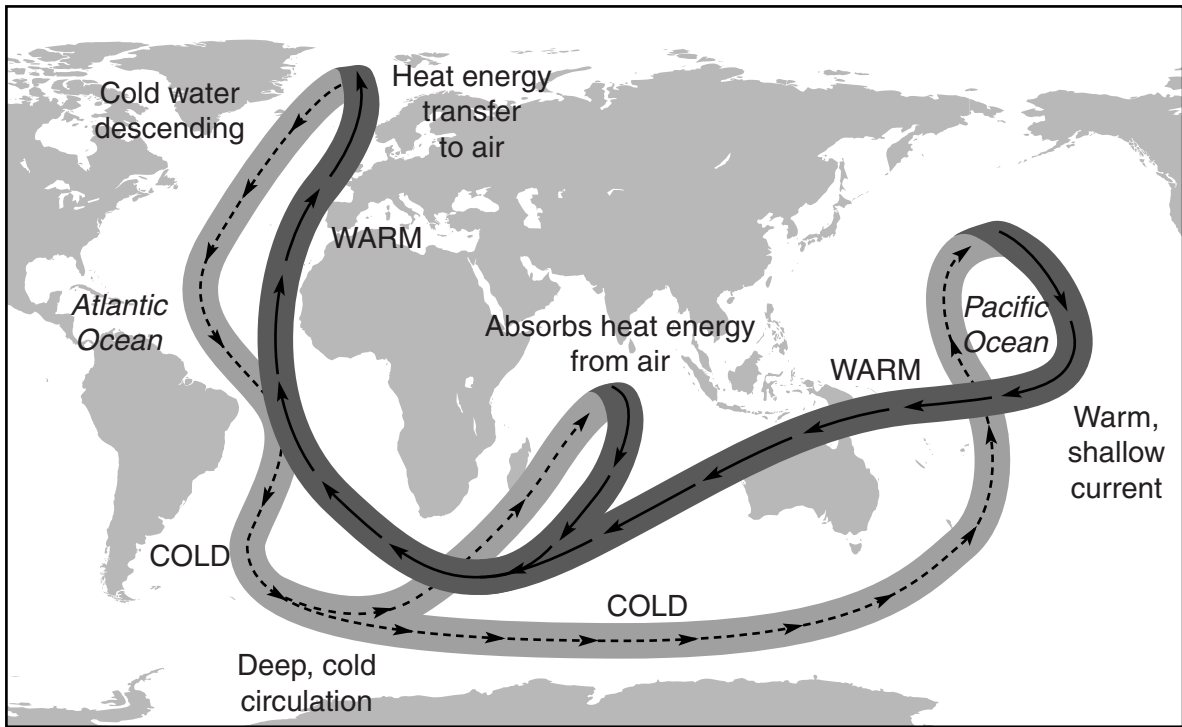 Cold water
descending
Heat energy
transfer
to air
WARM
Atlantic
Ocean
Absorbs heat energy
from air
Pacific
Ocean
WARM
Warm,
shallow
current
COLD
COLD
Deep, cold
circulation